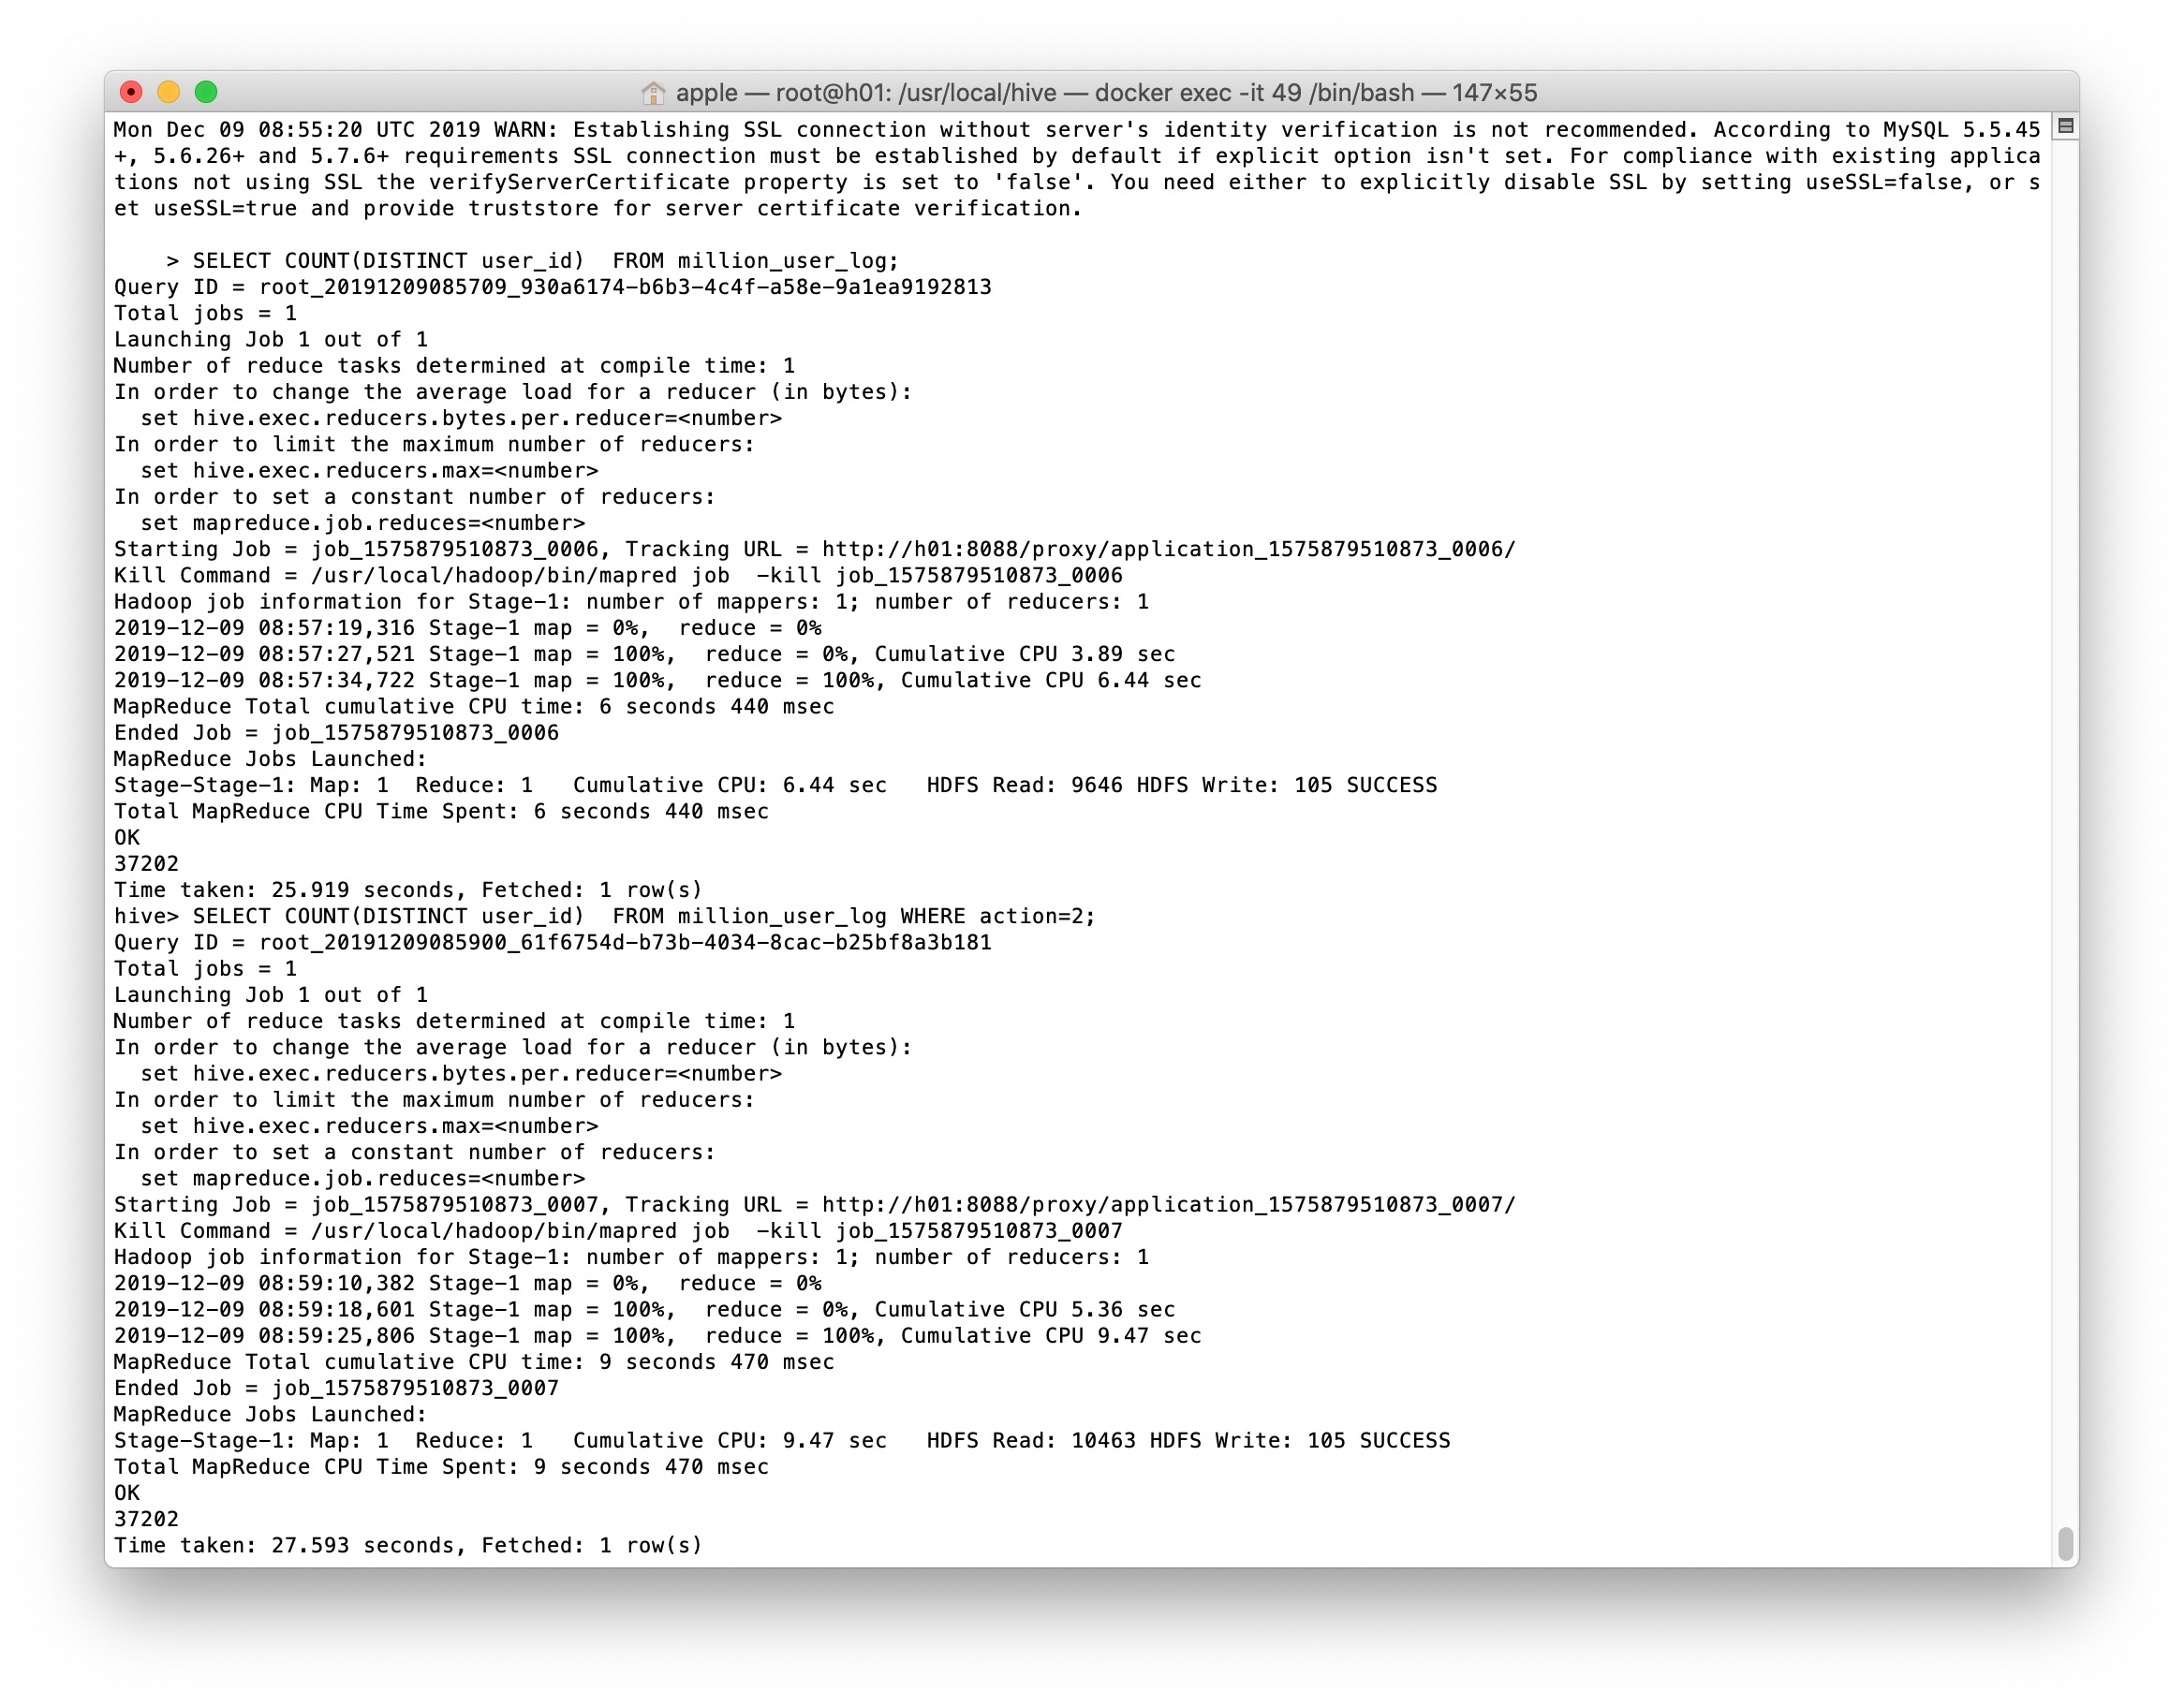 apple — root@h01: /usr/local/hive — docker exec -it 49 /bin/bash — 147×55
Mon Dec 09 08:55:20 UTC 2019 WARN: Establishing SSL connection without server's identity verification is not recommended. According to MySQL 5.5.45
+, 5.6.26+ and 5.7.6+ requirements SSL connection must be established by default if explicit option isn't set. For compliance with existing applica
tions not using SSL the verifyServerCertificate property is set to 'false'. You need either to explicitly disable SSL by setting useSSL=false, or s
et useSSL=true and provide truststore for server certificate verification.
    > SELECT COUNT(DISTINCT user_id)  FROM million_user_log;
Query ID = root_20191209085709_930a6174-b6b3-4c4f-a58e-9a1ea9192813
Total jobs = 1
Launching Job 1 out of 1
Number of reduce tasks determined at compile time: 1
In order to change the average load for a reducer (in bytes):
  set hive.exec.reducers.bytes.per.reducer=<number>
In order to limit the maximum number of reducers:
  set hive.exec.reducers.max=<number>
In order to set a constant number of reducers:
  set mapreduce.job.reduces=<number>
Starting Job = job_1575879510873_0006, Tracking URL = http://h01:8088/proxy/application_1575879510873_0006/
Kill Command = /usr/local/hadoop/bin/mapred job  -kill job_1575879510873_0006
Hadoop job information for Stage-1: number of mappers: 1; number of reducers: 1
2019-12-09 08:57:19,316 Stage-1 map = 0%,  reduce = 0%
2019-12-09 08:57:27,521 Stage-1 map = 100%,  reduce = 0%, Cumulative CPU 3.89 sec
2019-12-09 08:57:34,722 Stage-1 map = 100%,  reduce = 100%, Cumulative CPU 6.44 sec
MapReduce Total cumulative CPU time: 6 seconds 440 msec
Ended Job = job_1575879510873_0006
MapReduce Jobs Launched:
Stage-Stage-1: Map: 1  Reduce: 1   Cumulative CPU: 6.44 sec   HDFS Read: 9646 HDFS Write: 105 SUCCESS
Total MapReduce CPU Time Spent: 6 seconds 440 msec
OK
37202
Time taken: 25.919 seconds, Fetched: 1 row(s)
hive> SELECT COUNT(DISTINCT user_id)  FROM million_user_log WHERE action=2;
Query ID = root_20191209085900_61f6754d-b73b-4034-8cac-b25bf8a3b181
Total jobs = 1
Launching Job 1 out of 1
Number of reduce tasks determined at compile time: 1
In order to change the average load for a reducer (in bytes):
  set hive.exec.reducers.bytes.per.reducer=<number>
In order to limit the maximum number of reducers:
  set hive.exec.reducers.max=<number>
In order to set a constant number of reducers:
  set mapreduce.job.reduces=<number>
Starting Job = job_1575879510873_0007, Tracking URL = http://h01:8088/proxy/application_1575879510873_0007/
Kill Command = /usr/local/hadoop/bin/mapred job  -kill job_1575879510873_0007
Hadoop job information for Stage-1: number of mappers: 1; number of reducers: 1
2019-12-09 08:59:10,382 Stage-1 map = 0%,  reduce = 0%
2019-12-09 08:59:18,601 Stage-1 map = 100%,  reduce = 0%, Cumulative CPU 5.36 sec
2019-12-09 08:59:25,806 Stage-1 map = 100%,  reduce = 100%, Cumulative CPU 9.47 sec
MapReduce Total cumulative CPU time: 9 seconds 470 msec
Ended Job = job_1575879510873_0007
MapReduce Jobs Launched:
Stage-Stage-1: Map: 1  Reduce: 1   Cumulative CPU: 9.47 sec   HDFS Read: 10463 HDFS Write: 105 SUCCESS
Total MapReduce CPU Time Spent: 9 seconds 470 msec
OK
37202
Time taken: 27.593 seconds, Fetched: 1 row(s)